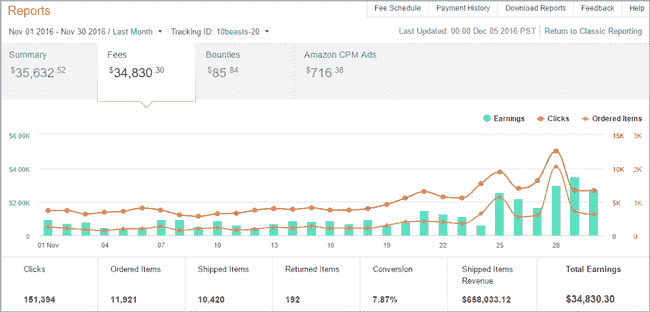 Reports
Fee Schedule Payment History Download Reports Feedback Help
Nov 01 2016 - Nov 30 2016 / Last Month Tracking ID: 10beasts-20 Last Updated: 00.00 Dec 05 2016 PST Return to Classic Reporting
Summary Fees Bounties Amazon CPM Ads
$35,632.52 $34,830.30 $85.84 $716.38
Earnings Clicks Ordered Items
$6.00K 15K 3K
$4.00K 10K 2K
$2.00K 5K 1K
0 0 0
01 Nov 04 07 10 13 16 19 22 25 28
Clicks Ordered Items Shipped Items Returned Items Conversion Shipped Items Revenue Total Earnings
151,394 11,921 10,420 192 7.87% $658,033.12 $34,830.30